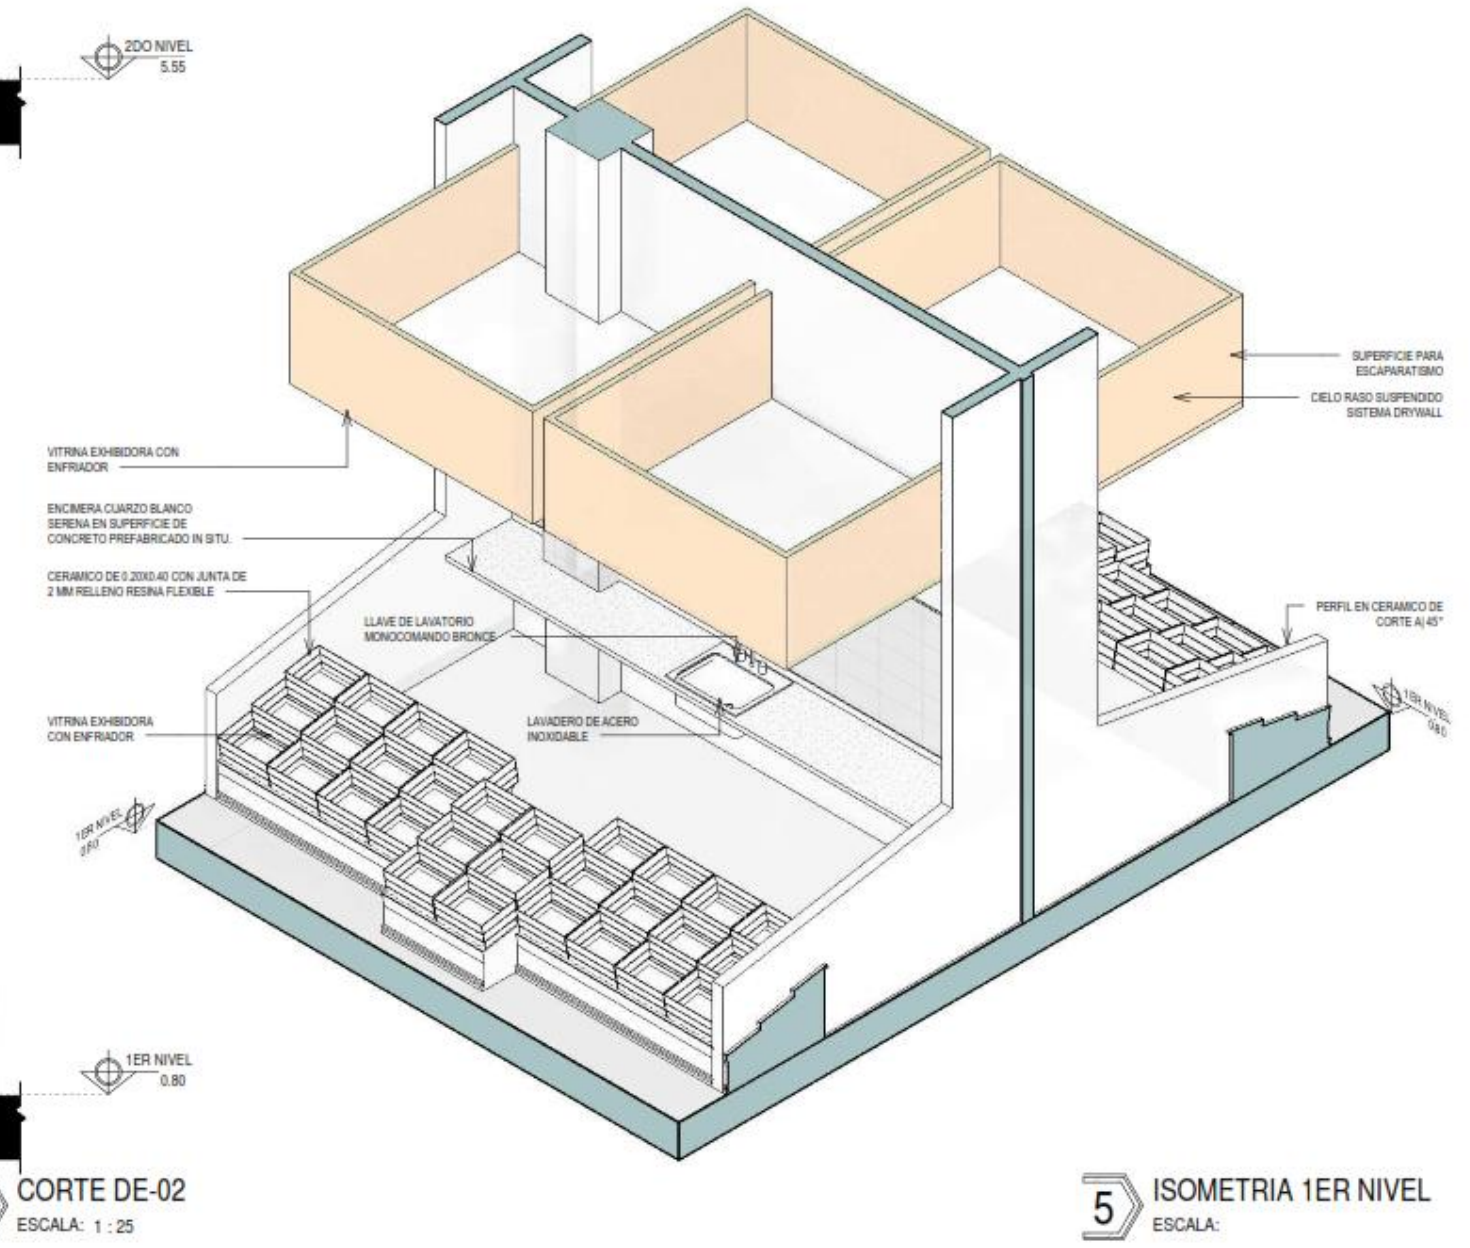 2DO NIVEL
5.55
SUPERFICIE PARA
ESCAPARATISMO
CIELO RASO SUSPENDIDO
SISTEMA DRYWALL
VITRINA EXHIBIDORA CON
ENFRIADOR
ENCIMERA CUARZO BLANCO
SERENA EN SUPERFICIE DE
CONCRETO PREFABRICADO IN SITU.
CERAMICO DE 0.20X0.40 CON JUNTA DE
2 MM RELLENO RESINA FLEXIBLE
LLAVE DE LAVATORIO
MONOCOMANDO BRONCE
PERFIL EN CERAMICO DE
CORTE A| 45°
VITRINA EXHIBIDORA
CON ENFRIADOR
LAVADERO DE ACERO
INOXIDABLE
1ER NIVEL
0.80
1ER NIVEL
0.80
1ER NIVEL
0.80
CORTE DE-02
ESCALA: 1 : 25
5
ISOMETRIA 1ER NIVEL
ESCALA: